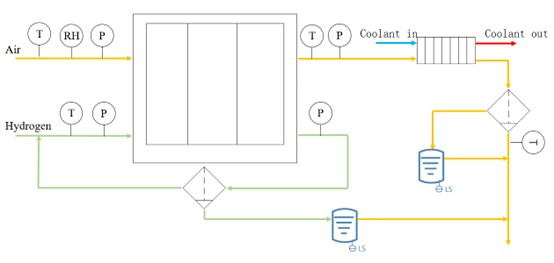 T RH P
Air
T P
Coolant in
Coolant out
Hydrogen
T P
P
T
LS
LS